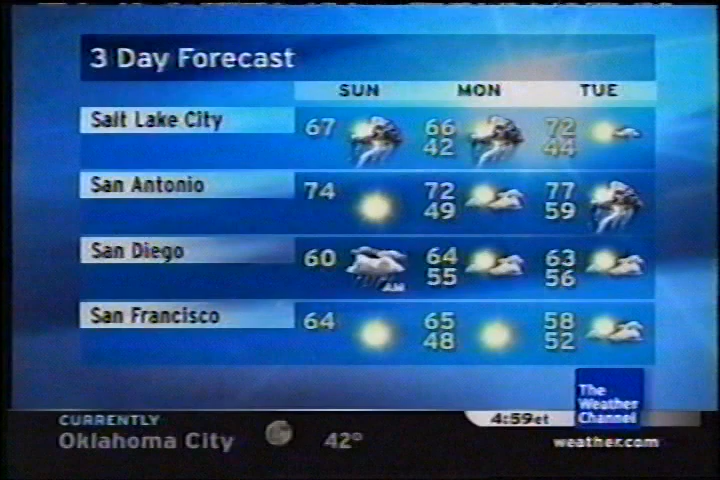 3 Day Forecast
SUN MON TUE
Salt Lake City 67 66 72
42 44
San Antonio 74 72 77
49 59
San Diego 60 64 63
AM 55 56
San Francisco 64 65 58
48 52
The
Weather
Channel
CURRENTLY 4:59et
Oklahoma City 42° weather.com